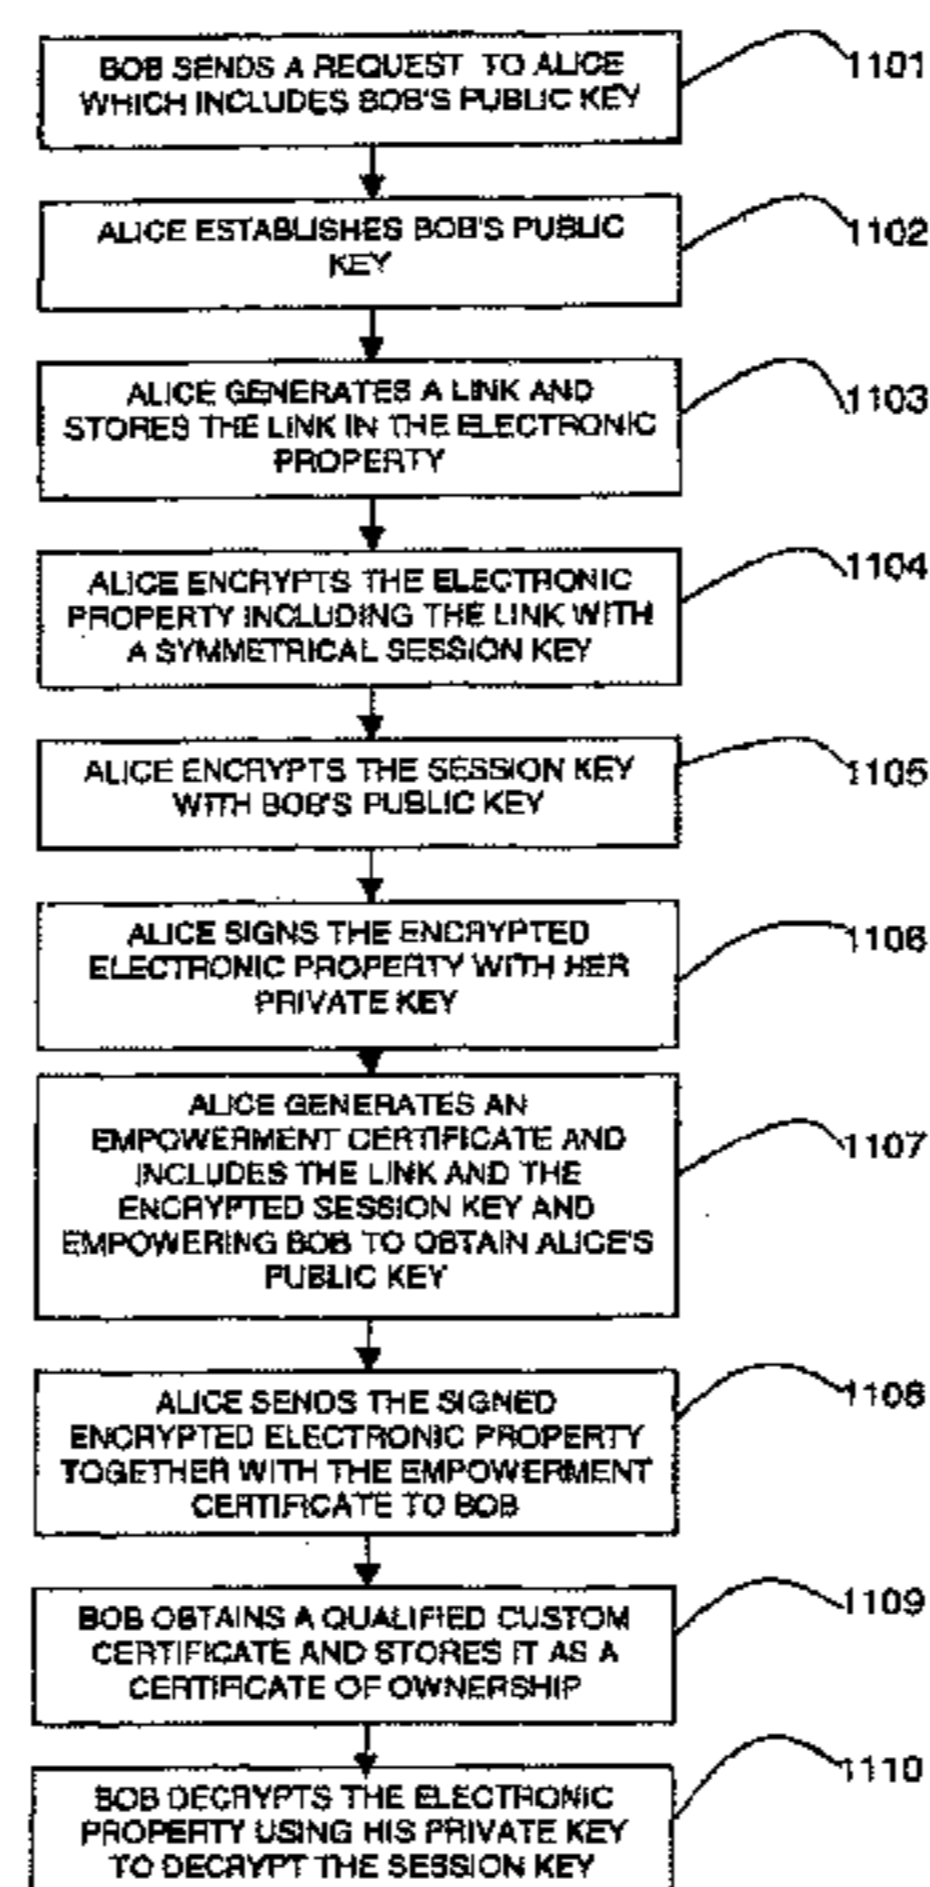 BOB SENDS A REQUEST TO ALICE
WHICH INCLUDES BOB'S PUBLIC KEY
1101
ALICE ESTABLISHES BOB'S PUBLIC
KEY
1102
ALICE GENERATES A LINK AND
STORES THE LINK IN THE ELECTRONIC
PROPERTY
1103
ALICE ENCRYPTS THE ELECTRONIC
PROPERTY INCLUDING THE LINK WITH
A SYMMETRICAL SESSION KEY
1104
ALICE ENCRYPTS THE SESSION KEY
WITH BOB'S PUBLIC KEY
1105
ALICE SIGNS THE ENCRYPTED
ELECTRONIC PROPERTY WITH HER
PRIVATE KEY
1106
ALICE GENERATES AN
EMPOWERMENT CERTIFICATE AND
INCLUDES THE LINK AND THE
ENCRYPTED SESSION KEY AND
EMPOWERING BOB TO OBTAIN ALICE'S
PUBLIC KEY
1107
ALICE SENDS THE SIGNED
ENCRYPTED ELECTRONIC PROPERTY
TOGETHER WITH THE EMPOWERMENT
CERTIFICATE TO BOB
1108
BOB OBTAINS A QUALIFIED CUSTOM
CERTIFICATE AND STORES IT AS A
CERTIFICATE OF OWNERSHIP
1109
BOB DECRYPTS THE ELECTRONIC
PROPERTY USING HIS PRIVATE KEY
TO DECRYPT THE SESSION KEY
1110